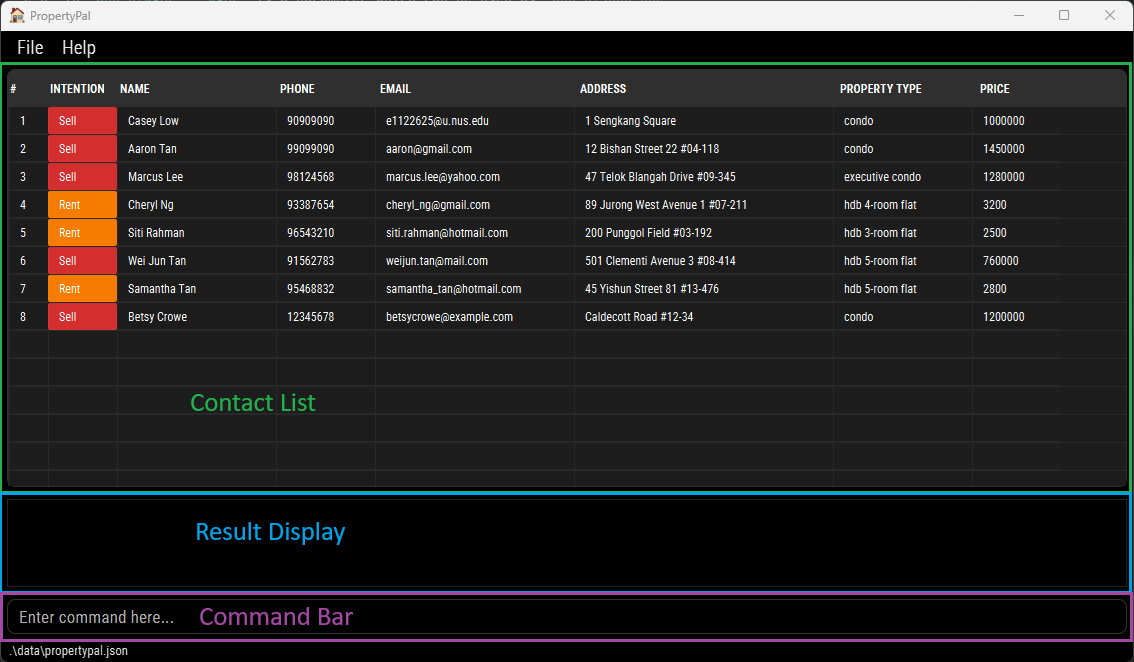 PropertyPal
File Help
# INTENTION NAME PHONE EMAIL ADDRESS PROPERTY TYPE PRICE
1 Sell Casey Low 90909090 e1122625@u.nus.edu 1 Sengkang Square condo 1000000
2 Sell Aaron Tan 99099090 aaron@gmail.com 12 Bishan Street 22 #04-118 condo 1450000
3 Sell Marcus Lee 98124568 marcus.lee@yahoo.com 47 Telok Blangah Drive #09-345 executive condo 1280000
4 Rent Cheryl Ng 93387654 cheryl_ng@gmail.com 89 Jurong West Avenue 1 #07-211 hdb 4-room flat 3200
5 Rent Siti Rahman 96543210 siti.rahman@hotmail.com 200 Punggol Field #03-192 hdb 3-room flat 2500
6 Sell Wei Jun Tan 91562783 weijun.tan@mail.com 501 Clementi Avenue 3 #08-414 hdb 5-room flat 760000
7 Rent Samantha Tan 95468832 samantha_tan@hotmail.com 45 Yishun Street 81 #13-476 hdb 5-room flat 2800
8 Sell Betsy Crowe 12345678 betsycrowe@example.com Caldecott Road #12-34 condo 1200000
Contact List
Result Display
Enter command here... Command Bar
.\data\propertypal.json